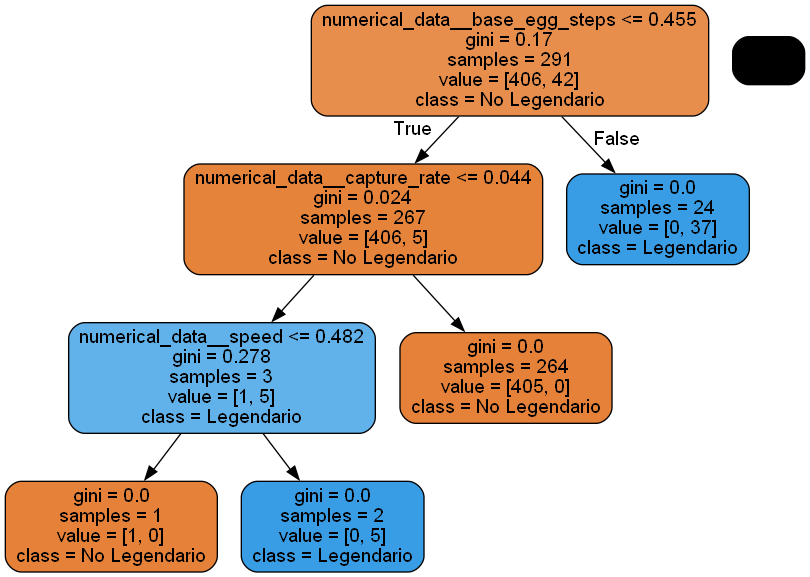 numerical_data__base_egg_steps <= 0.455
gini = 0.17
samples = 291
value = [406, 42]
class = No Legendario
True
False
numerical_data__capture_rate <= 0.044
gini = 0.024
samples = 267
value = [406, 5]
class = No Legendario
gini = 0.0
samples = 24
value = [0, 37]
class = Legendario
numerical_data__speed <= 0.482
gini = 0.278
samples = 3
value = [1, 5]
class = Legendario
gini = 0.0
samples = 264
value = [405, 0]
class = No Legendario
gini = 0.0
samples = 1
value = [1, 0]
class = No Legendario
gini = 0.0
samples = 2
value = [0, 5]
class = Legendario